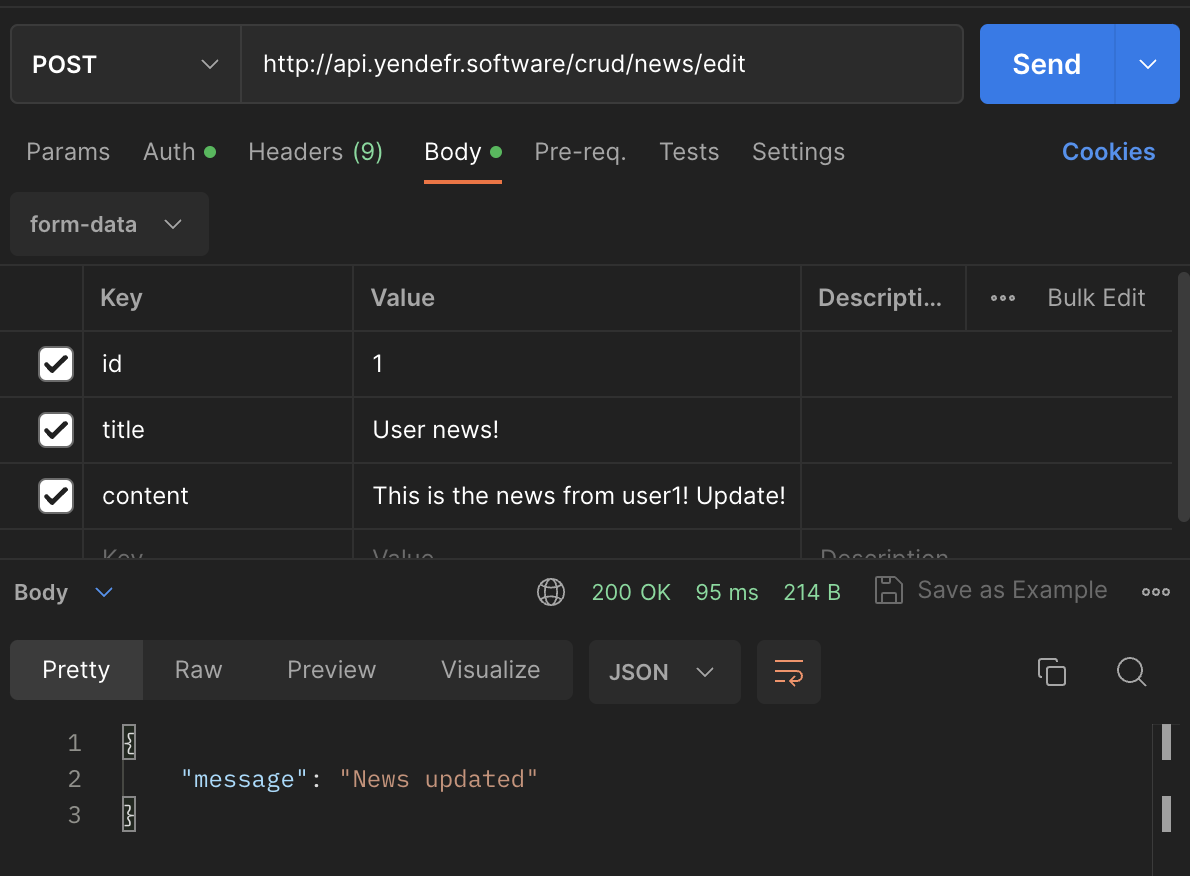 POST http://api.yendefr.software/crud/news/edit Send
Params Auth Headers (9) Body Pre-req. Tests Settings Cookies
form-data
Key Value Descripti... Bulk Edit
id 1
title User news!
content This is the news from user1! Update!
Key Value Description
Body 200 OK 95 ms 214 B Save as Example
Pretty Raw Preview Visualize JSON
1 {
2 "message": "News updated"
3 }